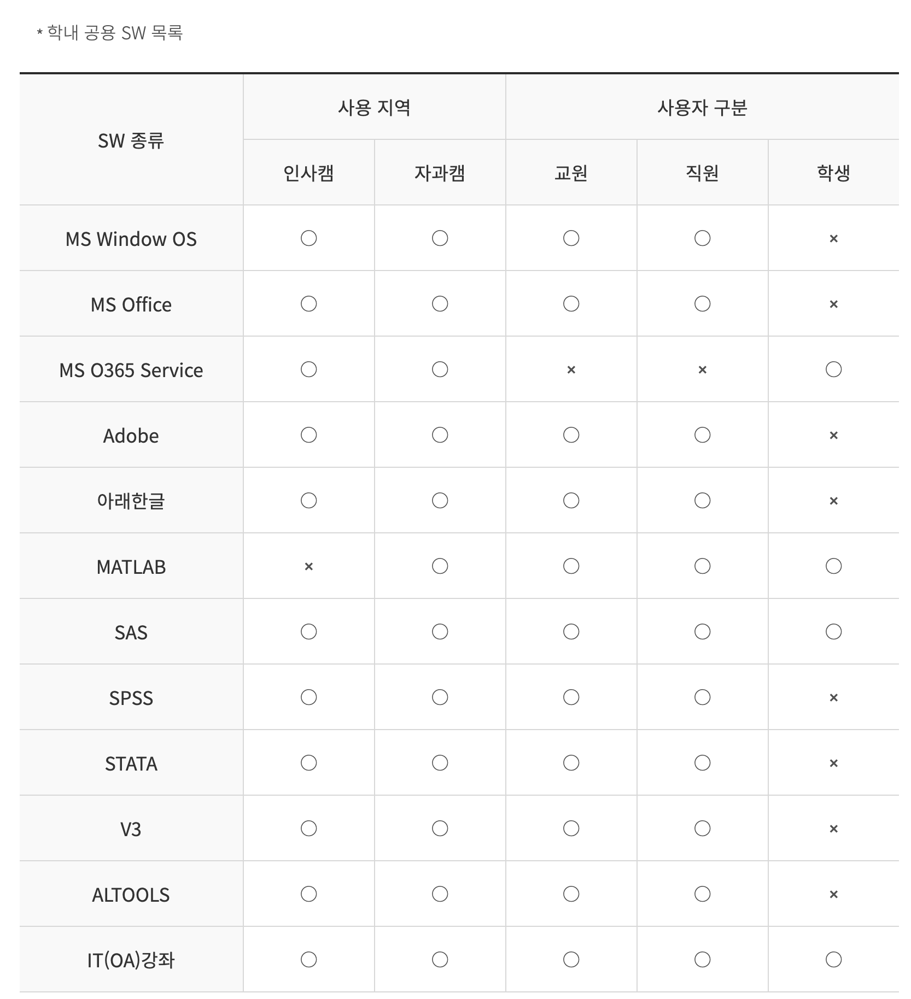 * 학내 공용 SW 목록
SW 종류 사용 지역 사용자 구분
인사캠 자과캠 교원 직원 학생
MS Window OS ○ ○ ○ ○ ×
MS Office ○ ○ ○ ○ ×
MS O365 Service ○ ○ × × ○
Adobe ○ ○ ○ ○ ×
아래한글 ○ ○ ○ ○ ×
MATLAB × ○ ○ ○ ○
SAS ○ ○ ○ ○ ○
SPSS ○ ○ ○ ○ ×
STATA ○ ○ ○ ○ ×
V3 ○ ○ ○ ○ ×
ALTOOLS ○ ○ ○ ○ ×
IT(OA)강좌 ○ ○ ○ ○ ○